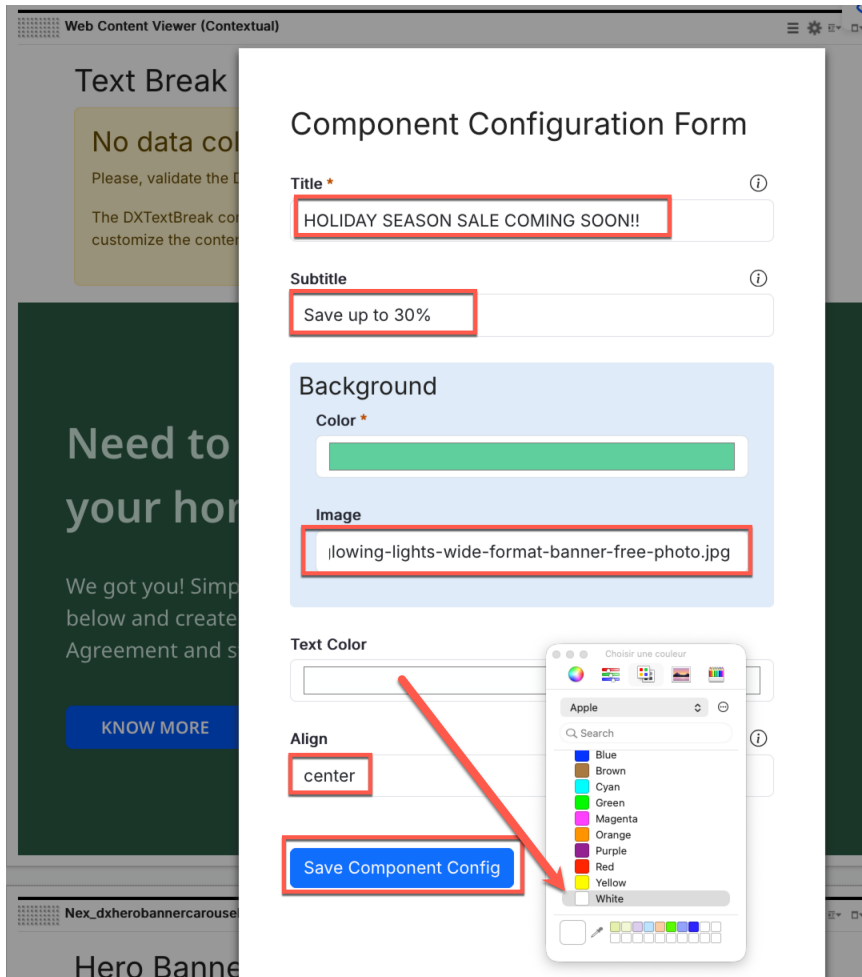 Web Content Viewer (Contextual)
Text Break
No data col
Please, validate the D
The DXTextBreak cor
customize the conter
Component Configuration Form
Title *
HOLIDAY SEASON SALE COMING SOON!!
Subtitle
Save up to 30%
Background
Color *
Image
lowing-lights-wide-format-banner-free-photo.jpg
Need to
your hor
We got you! Simp
below and create
Agreement and s
KNOW MORE
Text Color
Choisir une couleur
Apple
Search
Blue
Brown
Cyan
Green
Magenta
Orange
Purple
Red
Yellow
White
Align
center
Save Component Config
Nex_dxherobannercarousel
Hero Banne